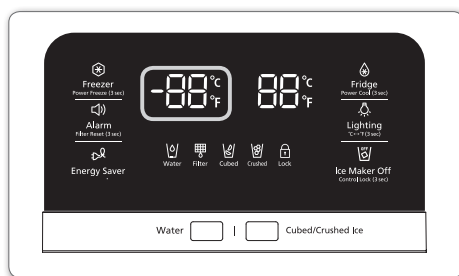 Freezer
Power Freeze (3 sec)
Alarm
Filter Reset (3 sec)
Energy Saver
-88 °C °F
88 °C °F
Water Filter Cubed Crushed Lock
Fridge
Power Cool (3 sec)
Lighting
°C↔°F (3 sec)
OFF
Ice Maker Off
Control Lock (3 sec)
Water | Cubed/Crushed Ice